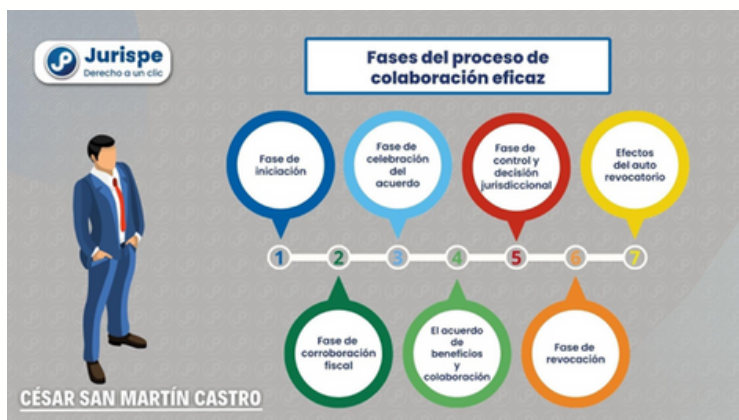 Jurispe
Derecho a un clic
Fases del proceso de
colaboración eficaz
Fase de
iniciación
Fase de
celebración
del
acuerdo
Fase de
control y
decisión
jurisdiccional
Efectos
del auto
revocatorio
1
2
3
4
5
6
7
Fase de
corroboración
fiscal
El acuerdo
de
beneficios
y
colaboración
Fase de
revocación
CÉSAR SAN MARTÍN CASTRO